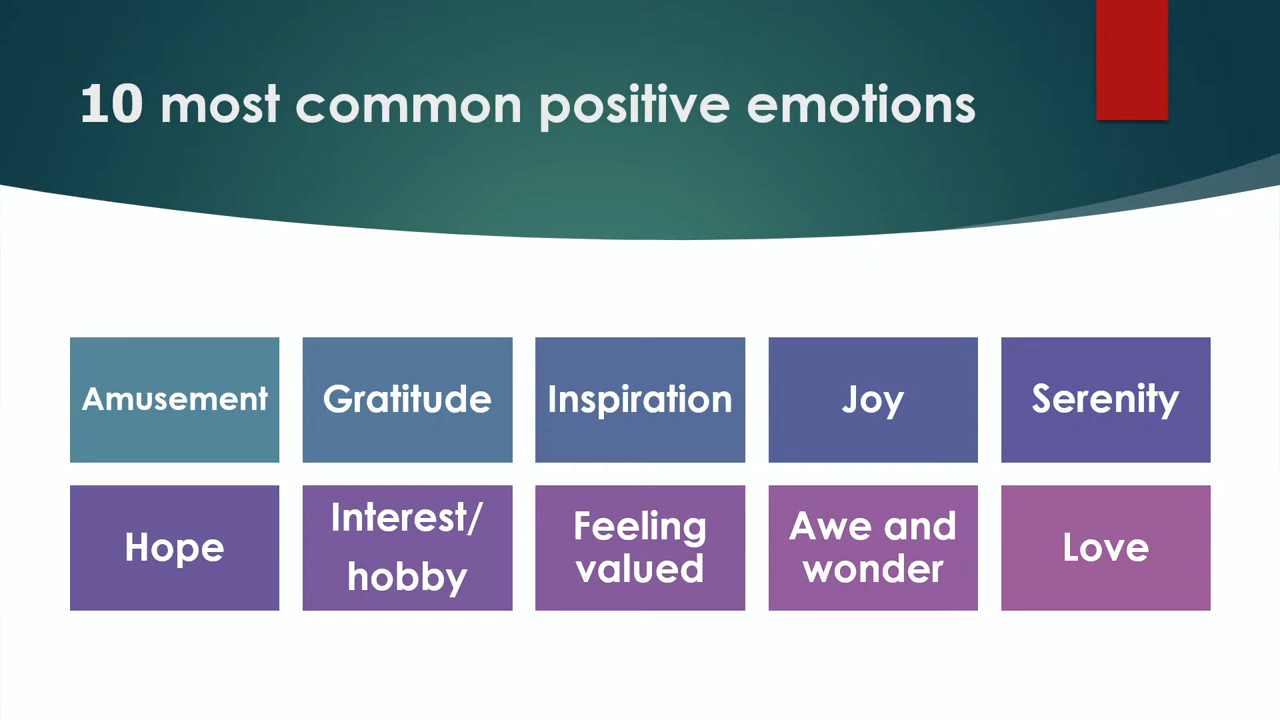 10 most common positive emotions
Amusement
Gratitude
Inspiration
Joy
Serenity
Hope
Interest/
hobby
Feeling
valued
Awe and
wonder
Love